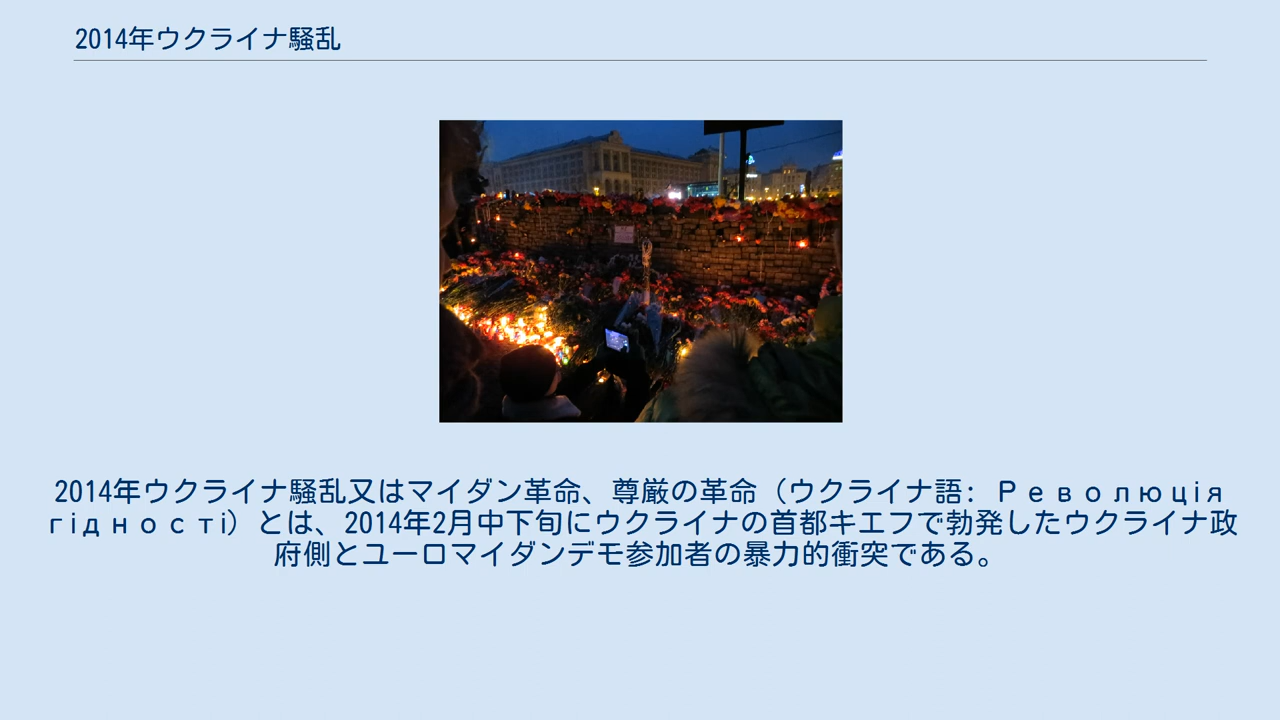 2014年ウクライナ騒乱
2014年ウクライナ騒乱又はマイダン革命、尊厳の革命（ウクライナ語: Революція
гідності）とは、2014年2月中下旬にウクライナの首都キエフで勃発したウクライナ政
府側とユーロマイダンデモ参加者の暴力的衝突である。